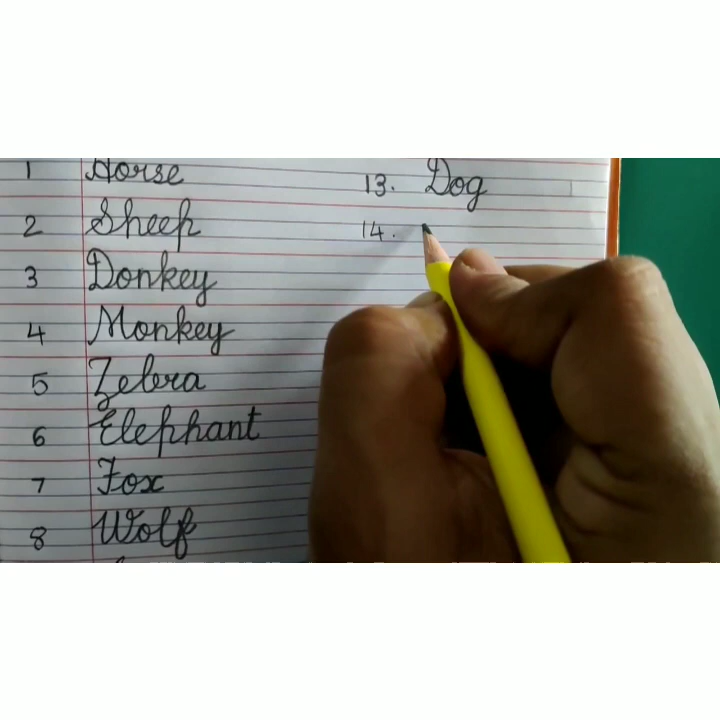 1 Horse
2 Sheep
3 Donkey
4 Monkey
5 Zebra
6 Elephant
7 Fox
8 Wolf
13. Dog
14.